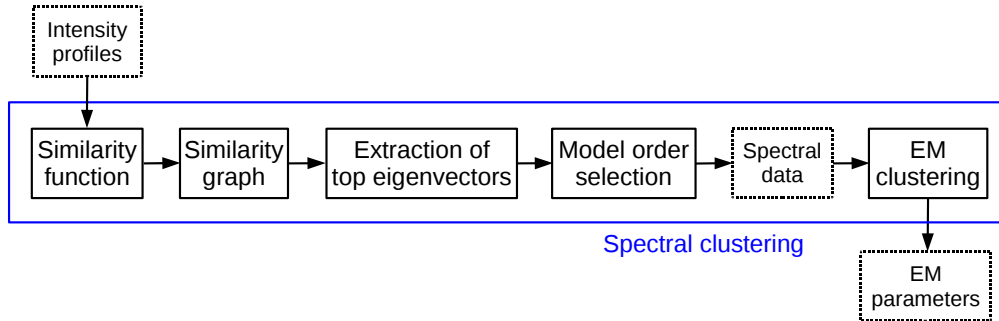 Intensity
profiles
Similarity
function
Similarity
graph
Extraction of
top eigenvectors
Model order
selection
Spectral
data
EM
clustering
Spectral clustering
EM
parameters